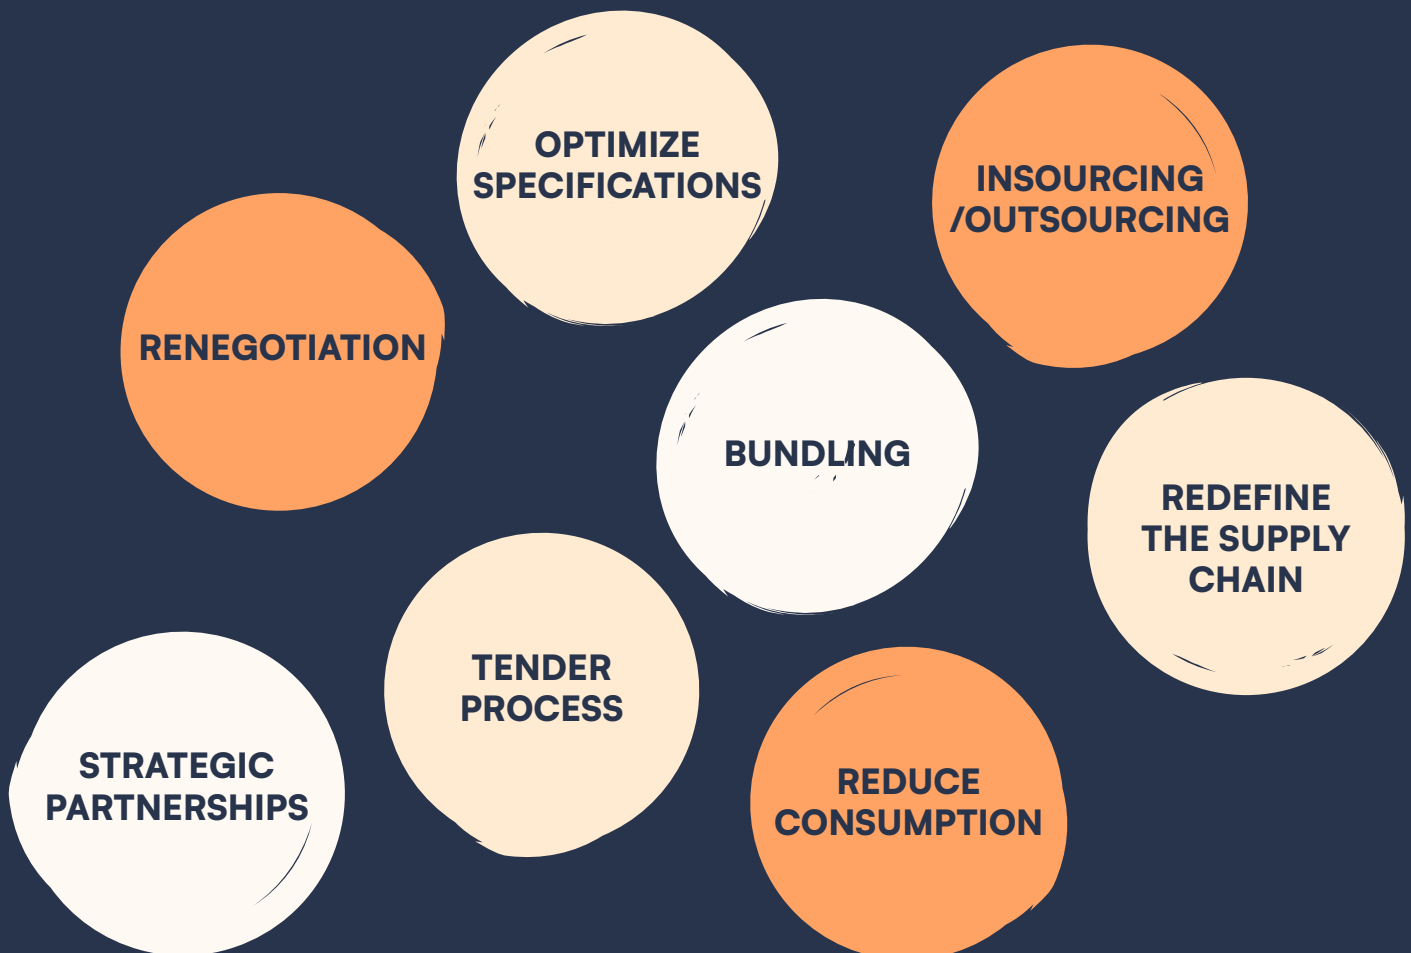 OPTIMIZE
SPECIFICATIONS
INSOURCING
/OUTSOURCING
RENEGOTIATION
BUNDLING
REDEFINE
THE SUPPLY
CHAIN
TENDER
PROCESS
STRATEGIC
PARTNERSHIPS
REDUCE
CONSUMPTION